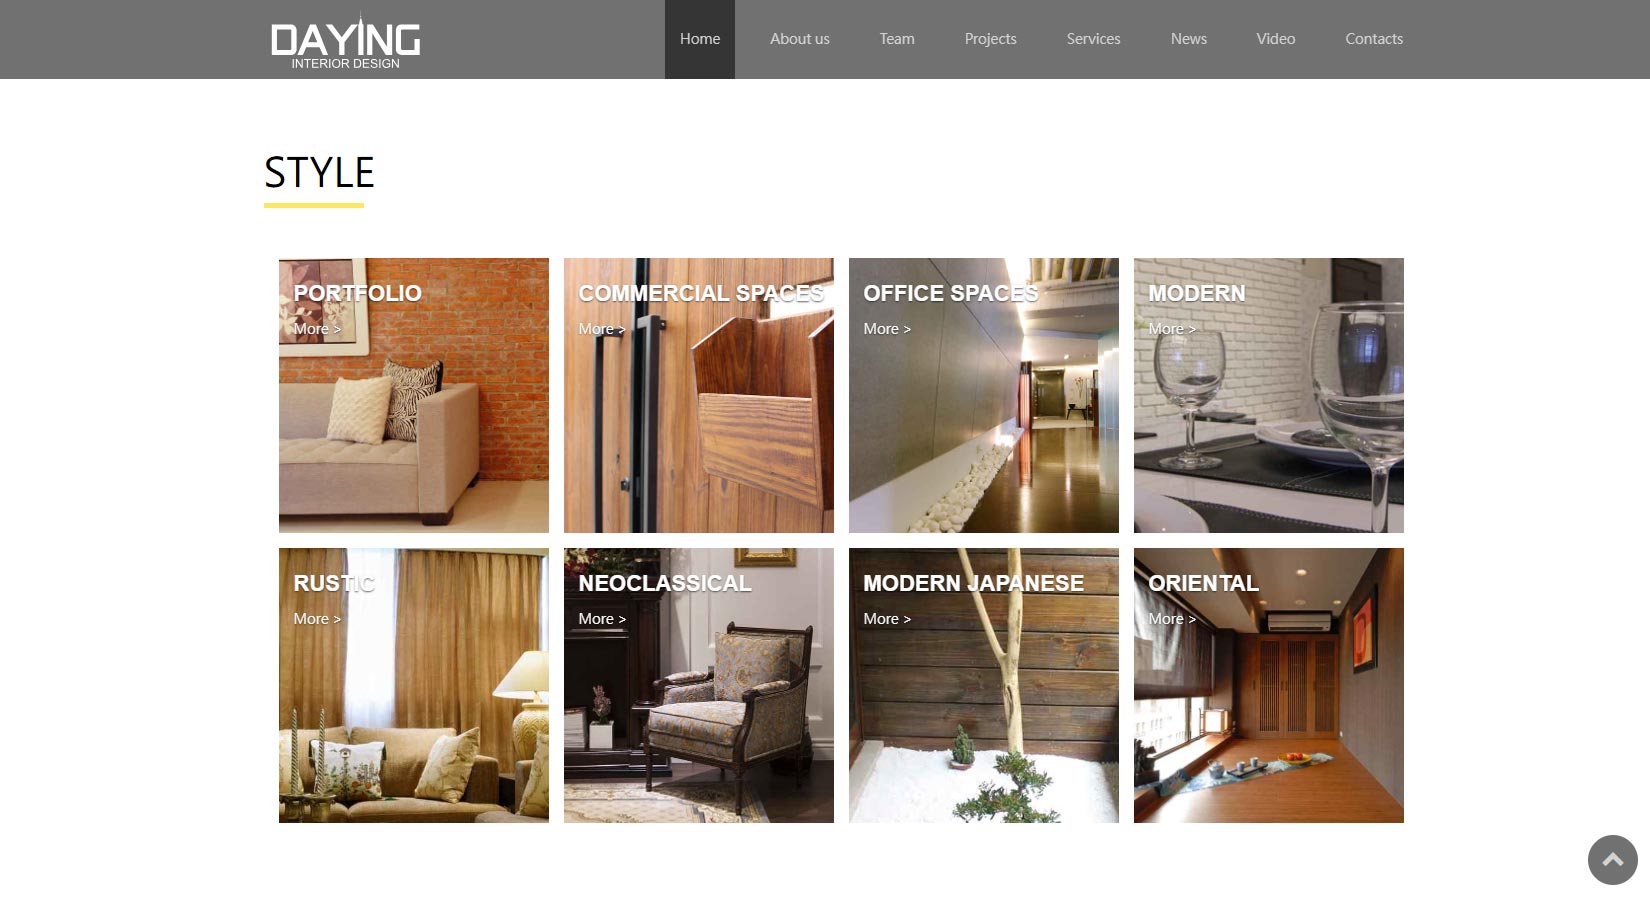 DAYING
INTERIOR DESIGN
Home
About us
Team
Projects
Services
News
Video
Contacts
STYLE
PORTFOLIO
More >
COMMERCIAL SPACES
More >
OFFICE SPACES
More >
MODERN
More >
RUSTIC
More >
NEOCLASSICAL
More >
MODERN JAPANESE
More >
ORIENTAL
More >